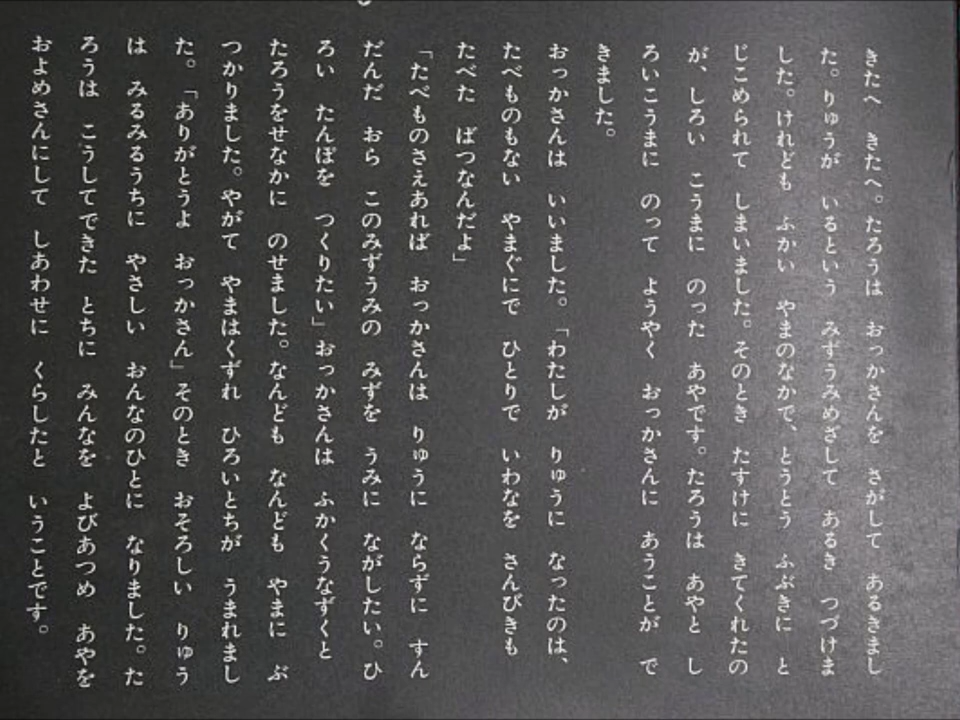 きたへ きたへ。たろうは おっかさんを さがして あるきまし
た。りゅうが いるという みずうみめざして あるき つづけま
した。けれども ふかい やまのなかで、とうとう ふぶきに と
じこめられて しまいました。そのとき たすけに きてくれたの
が、しろい こうまに のった あやです。たろうは あやと し
ろいこうまに のって ようやく おっかさんに あうことが で
きました。
おっかさんは いいました。「わたしが りゅうに なったのは、
たべものもない やまぐにで ひとりで いわなを さんびきも
たべた ばつなんだよ」
「たべものさえあれば おっかさんは りゅうに ならずに すん
だんだ おら このみずうみの みずを うみに ながしたい。ひ
ろい たんぼを つくりたい」おっかさんは ふかくうなずくと
たろうをせなかに のせました。なんども なんども やまに ぶ
つかりました。やがて やまはくずれ ひろいとちが うまれまし
た。「ありがとうよ おっかさん」そのとき おそろしい りゅう
は みるみるうちに やさしい おんなのひとに なりました。た
ろうは こうしてできた とちに みんなを よびあつめ あやを
およめさんにして しあわせに くらしたと いうことです。